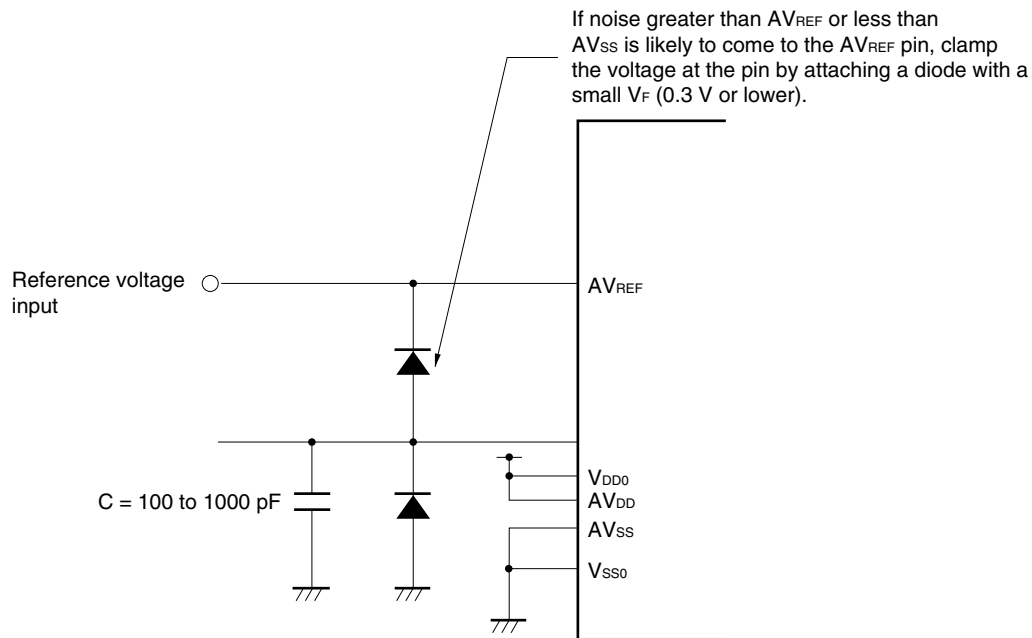 If noise greater than AVREF or less than
AVSS is likely to come to the AVREF pin, clamp
the voltage at the pin by attaching a diode with a
small VF (0.3 V or lower).
Reference voltage
input
AVREF
C = 100 to 1000 pF
VDD0
AVDD
AVSS
VSS0